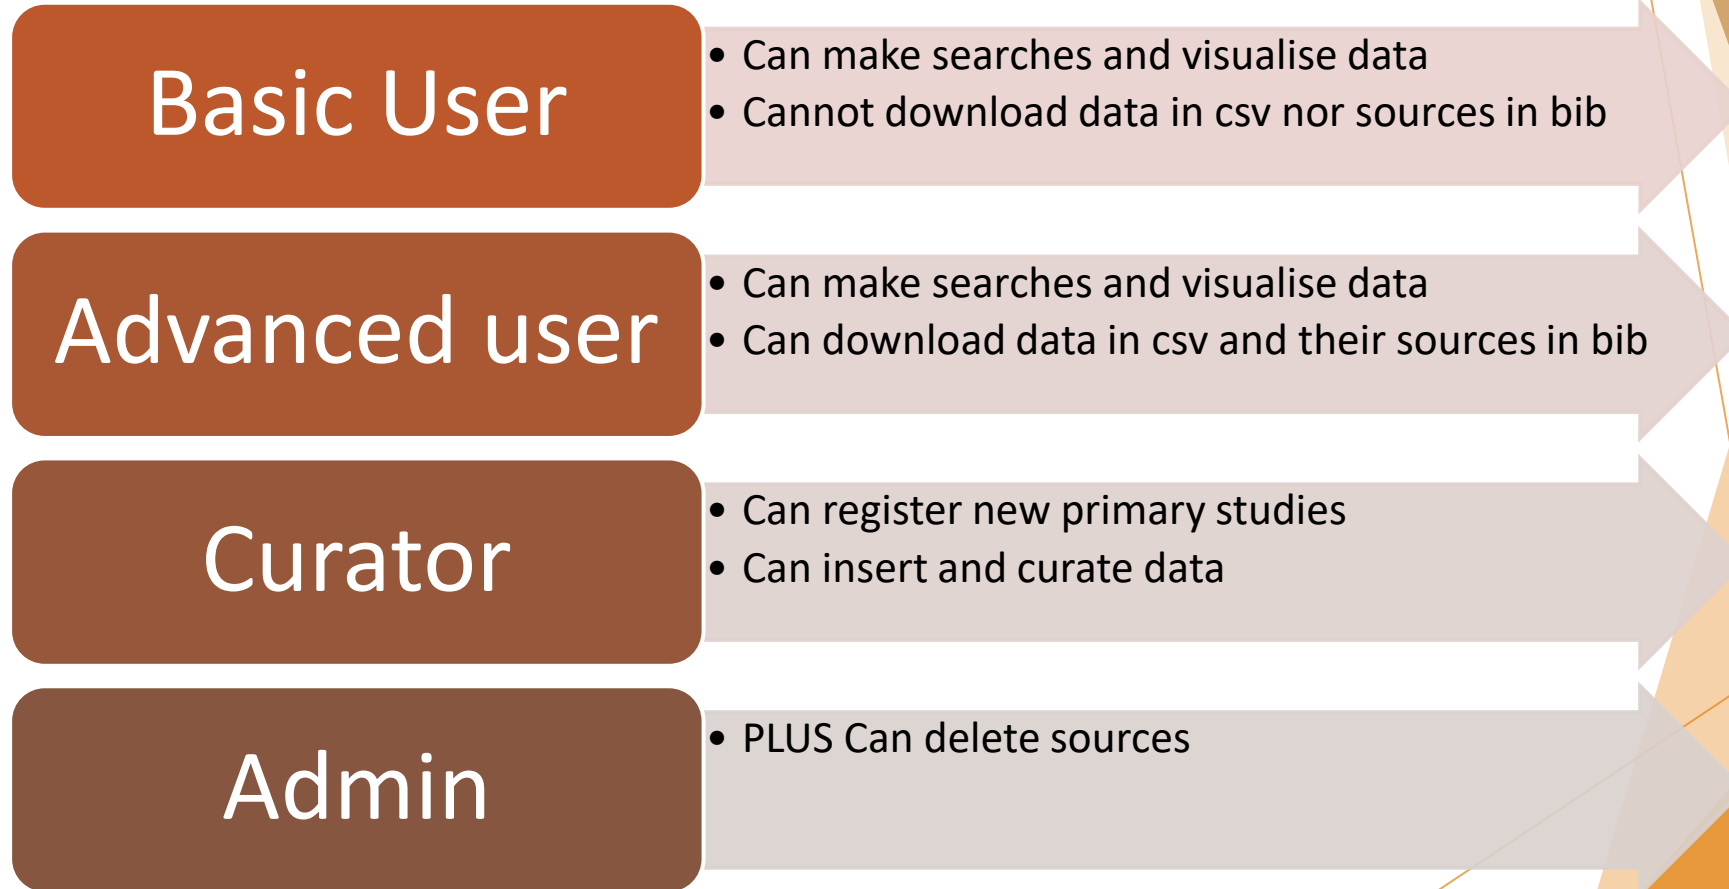 Basic User
• Can make searches and visualise data
• Cannot download data in csv nor sources in bib
Advanced user
• Can make searches and visualise data
• Can download data in csv and their sources in bib
Curator
• Can register new primary studies
• Can insert and curate data
Admin
• PLUS Can delete sources